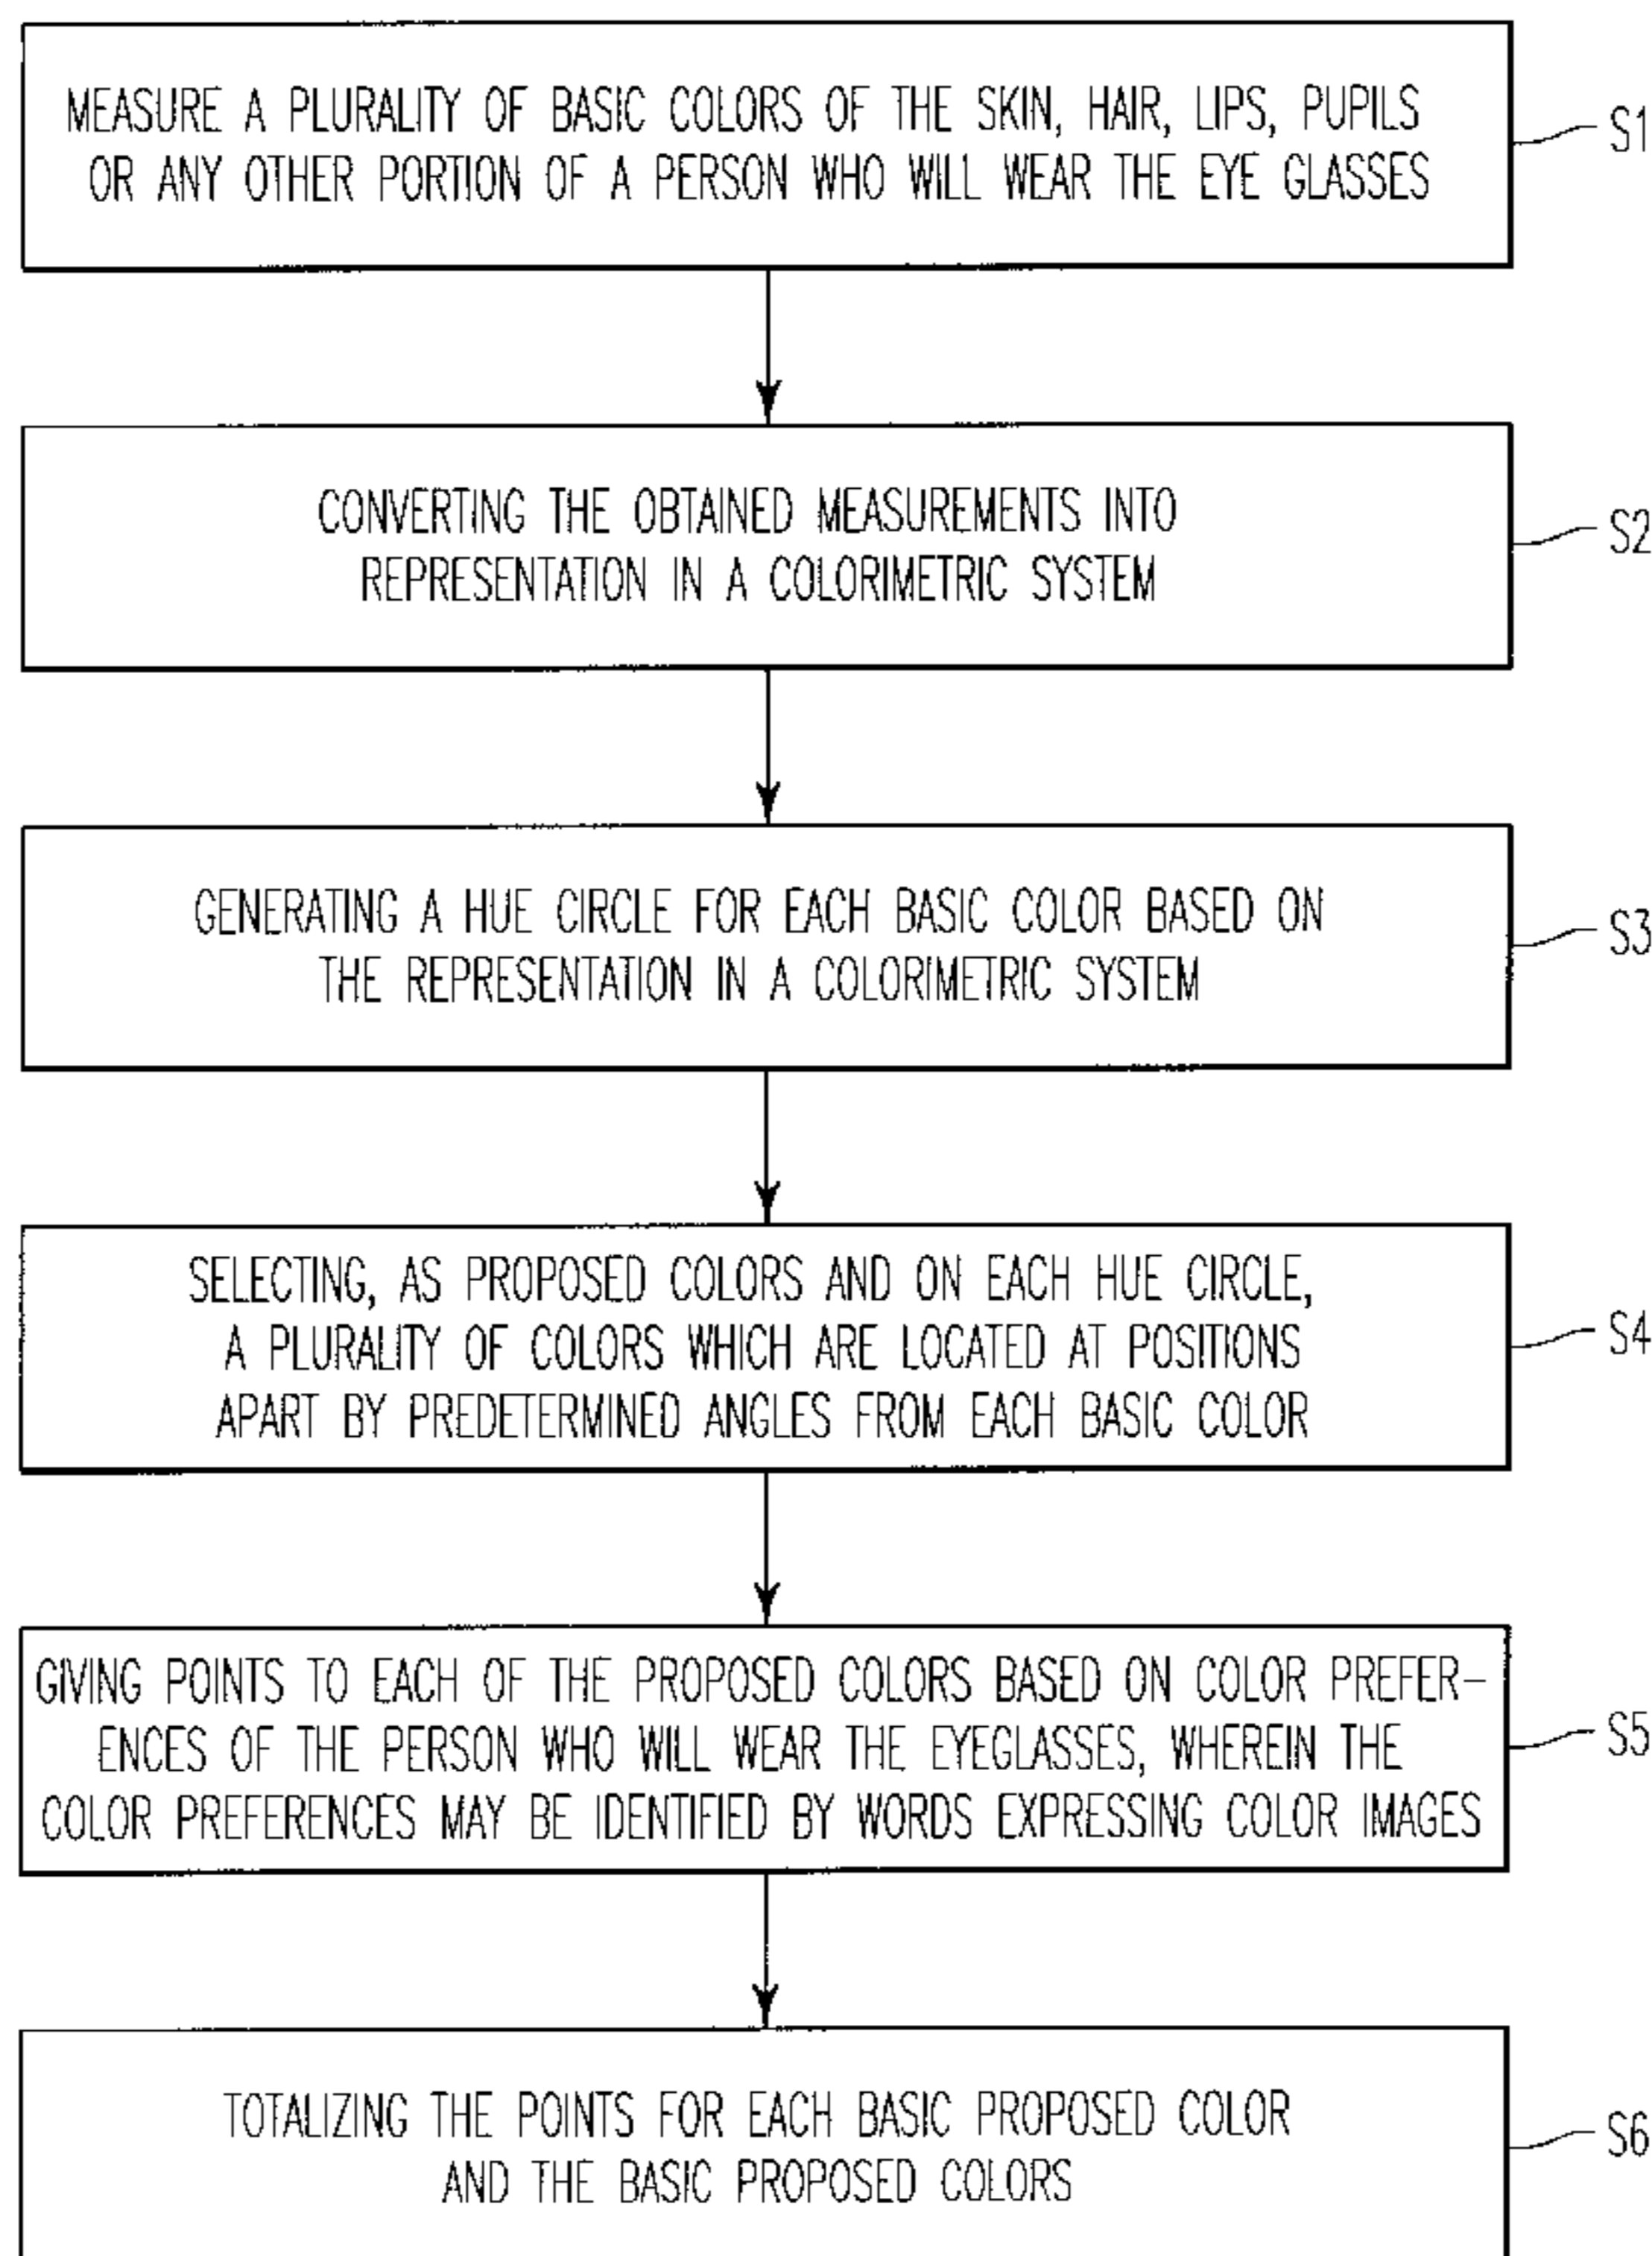 MEASURE A PLURALITY OF BASIC COLORS OF THE SKIN, HAIR, LIPS, PUPILS
OR ANY OTHER PORTION OF A PERSON WHO WILL WEAR THE EYE GLASSES
S1
CONVERTING THE OBTAINED MEASUREMENTS INTO
REPRESENTATION IN A COLORIMETRIC SYSTEM
S2
GENERATING A HUE CIRCLE FOR EACH BASIC COLOR BASED ON
THE REPRESENTATION IN A COLORIMETRIC SYSTEM
S3
SELECTING, AS PROPOSED COLORS AND ON EACH HUE CIRCLE,
A PLURALITY OF COLORS WHICH ARE LOCATED AT POSITIONS
APART BY PREDETERMINED ANGLES FROM EACH BASIC COLOR
S4
GIVING POINTS TO EACH OF THE PROPOSED COLORS BASED ON COLOR PREFER-
ENCES OF THE PERSON WHO WILL WEAR THE EYEGLASSES, WHEREIN THE
COLOR PREFERENCES MAY BE IDENTIFIED BY WORDS EXPRESSING COLOR IMAGES
S5
TOTALIZING THE POINTS FOR EACH BASIC PROPOSED COLOR
AND THE BASIC PROPOSED COLORS
S6